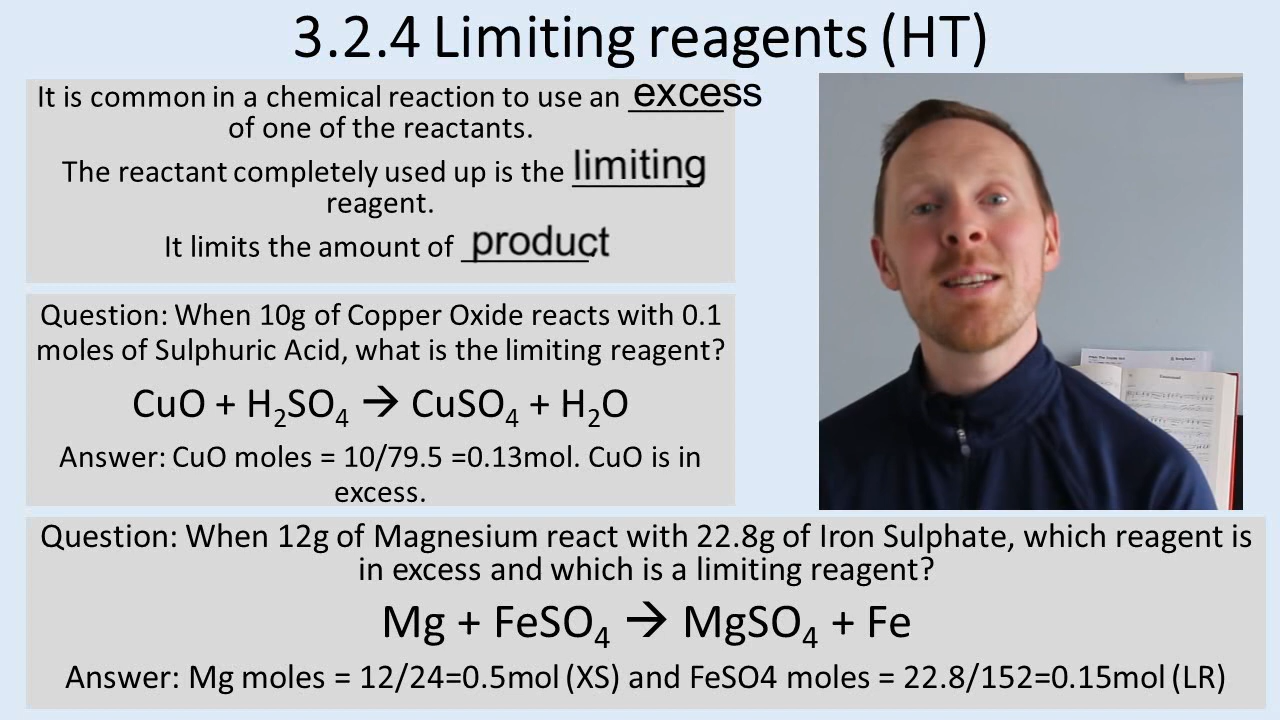 3.2.4 Limiting reagents (HT)
It is common in a chemical reaction to use an excess
of one of the reactants.
The reactant completely used up is the limiting
reagent.
It limits the amount of product.
Question: When 10g of Copper Oxide reacts with 0.1
moles of Sulphuric Acid, what is the limiting reagent?
CuO + H₂SO₄ → CuSO₄ + H₂O
Answer: CuO moles = 10/79.5 =0.13mol. CuO is in
excess.
Question: When 12g of Magnesium react with 22.8g of Iron Sulphate, which reagent is
in excess and which is a limiting reagent?
Mg + FeSO₄ → MgSO₄ + Fe
Answer: Mg moles = 12/24=0.5mol (XS) and FeSO4 moles = 22.8/152=0.15mol (LR)